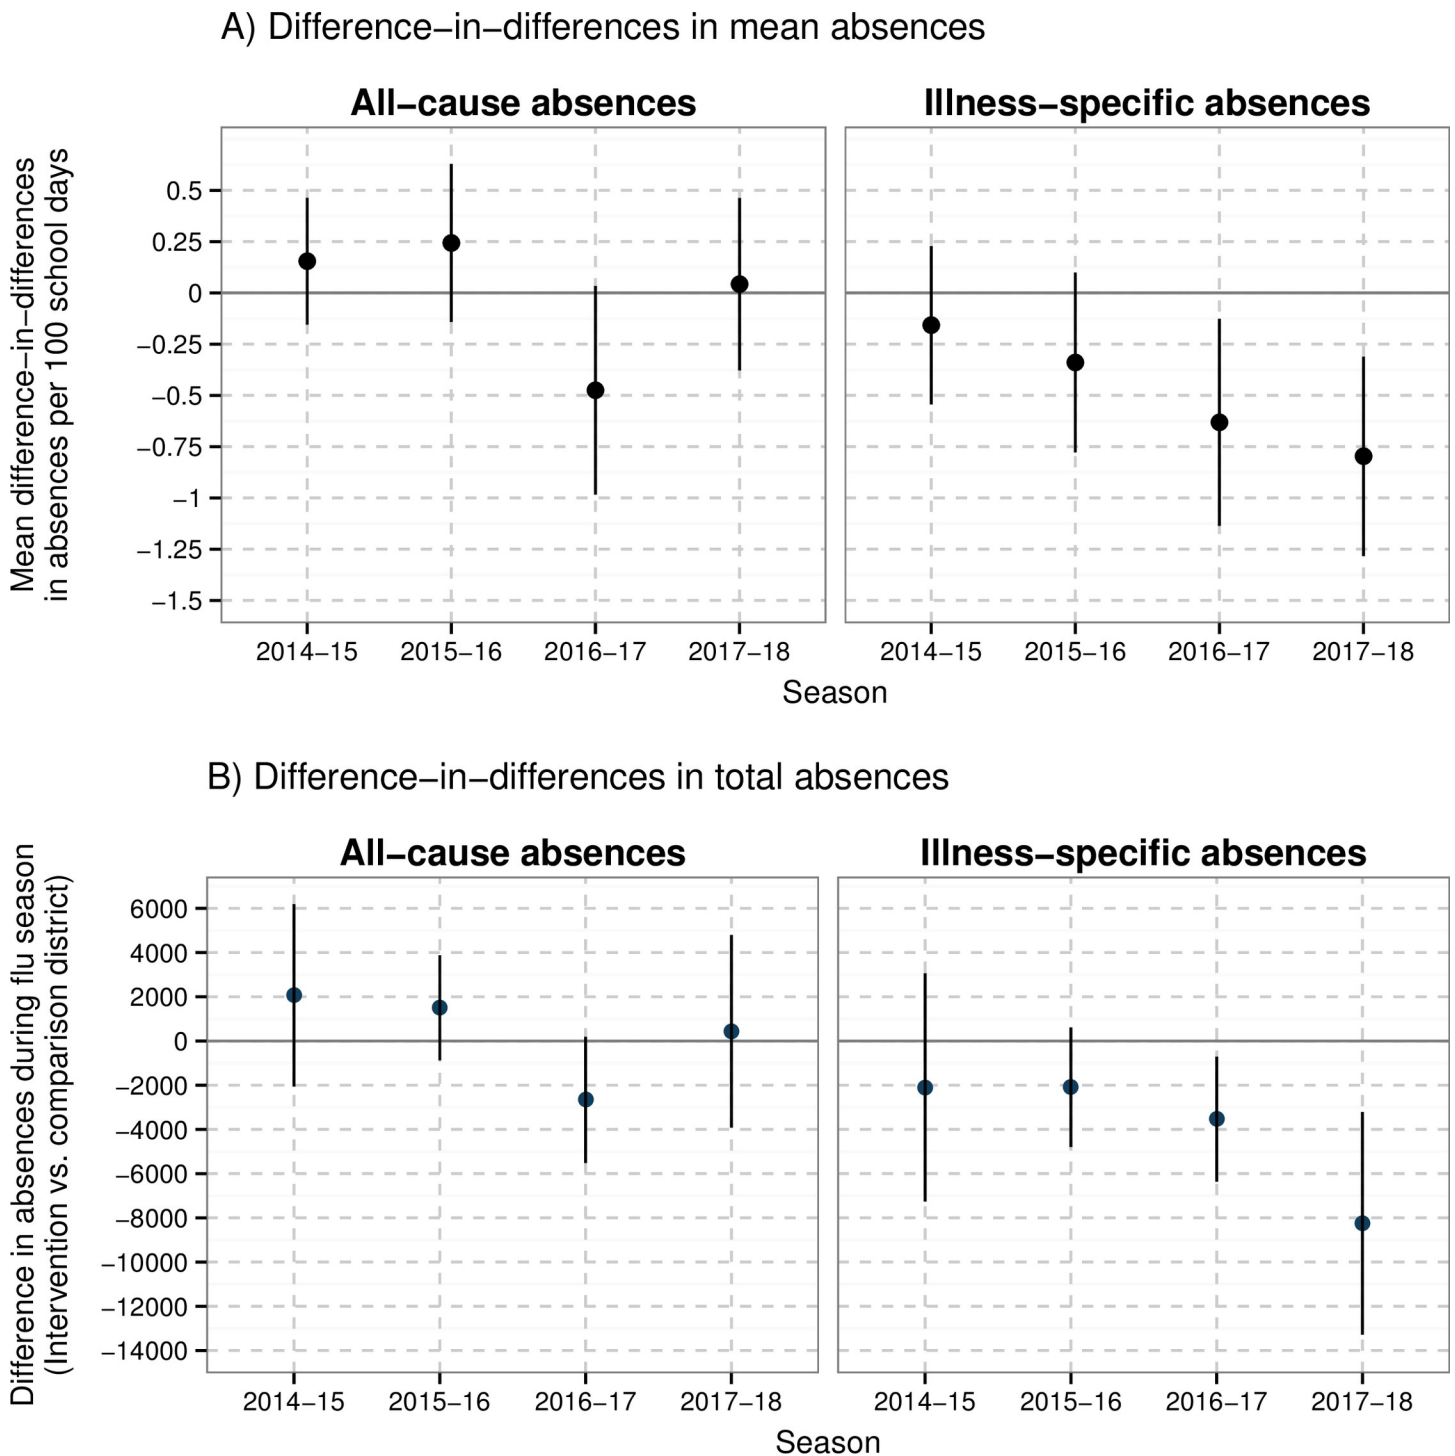 A) Difference−in−differences in mean absences
All−cause absences
Illness−specific absences
Mean difference−in−differences
in absences per 100 school days
0.5
0.25
0
−0.25
−0.5
−0.75
−1
−1.25
−1.5
2014−15 2015−16 2016−17 2017−18
2014−15 2015−16 2016−17 2017−18
Season
B) Difference−in−differences in total absences
All−cause absences
Illness−specific absences
Difference in absences during flu season
(Intervention vs. comparison district)
6000
4000
2000
0
−2000
−4000
−6000
−8000
−10000
−12000
−14000
2014−15 2015−16 2016−17 2017−18
2014−15 2015−16 2016−17 2017−18
Season